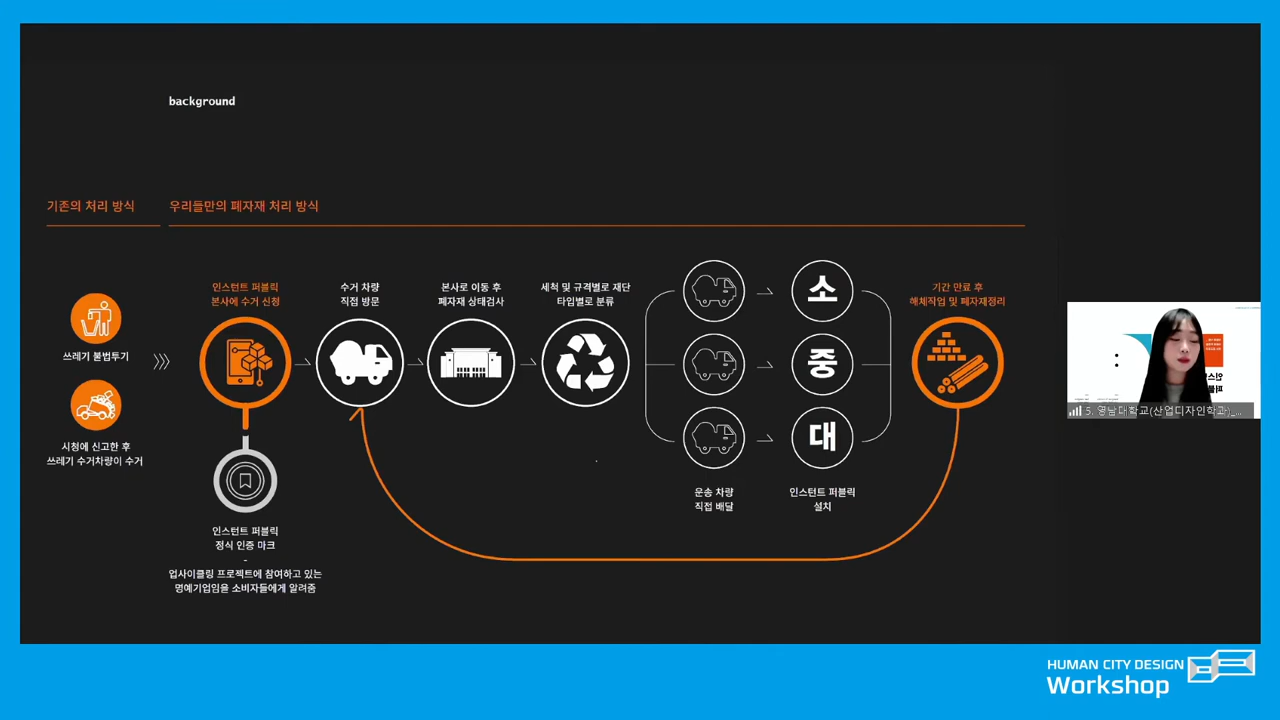 background
기존의 처리 방식
우리들만의 폐자재 처리 방식
쓰레기 불법투기
시청에 신고한 후
쓰레기 수거차량이 수거
인스턴트 퍼블릭
본사에 수거 신청
인스턴트 퍼블릭
정식 인증 마크
-
업사이클링 프로젝트에 참여하고 있는
명예기업임을 소비자들에게 알려줌
수거 차량
직접 방문
본사로 이동 후
폐자재 상태검사
세척 및 규격별로 재단
타입별로 분류
운송 차량
직접 배달
소
중
대
인스턴트 퍼블릭
설치
기간 만료 후
해체작업 및 폐자재정리
5. 영남대학교(산업디자인학과)_...
HUMAN CITY DESIGN
Workshop